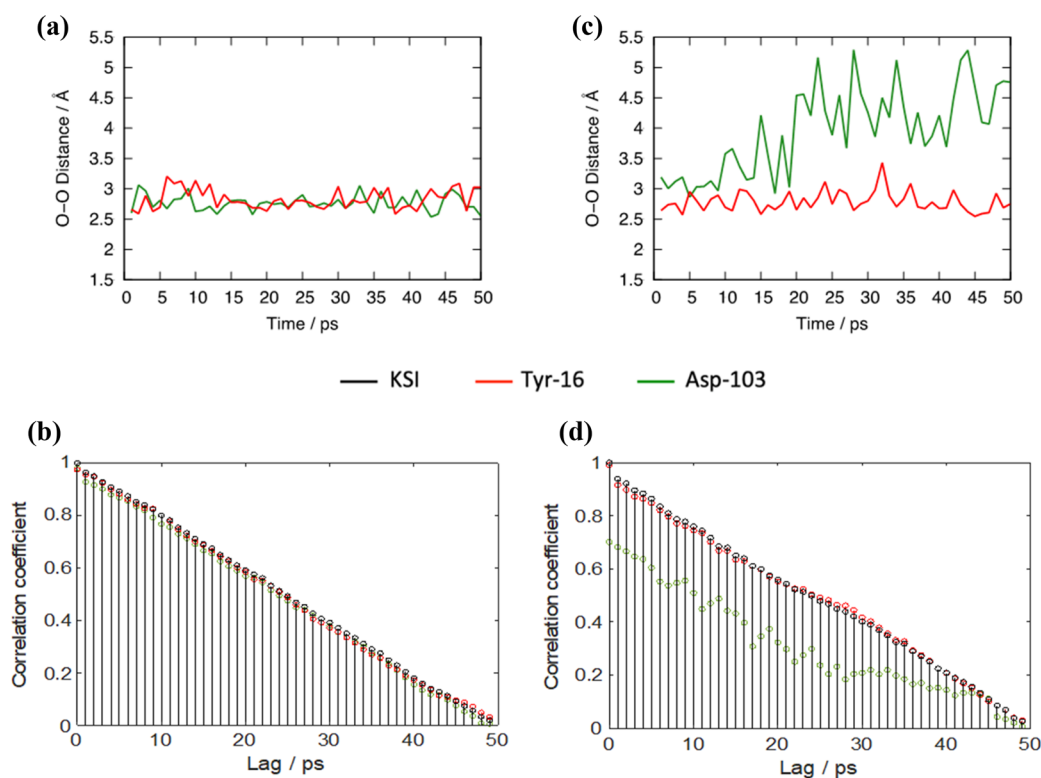 (a)
5.5
5
4.5
4
3.5
3
2.5
2
1.5
O–O Distance / Å
0 5 10 15 20 25 30 35 40 45 50
Time / ps
(c)
5.5
5
4.5
4
3.5
3
2.5
2
1.5
O–O Distance / Å
0 5 10 15 20 25 30 35 40 45 50
Time / ps
KSI Tyr-16 Asp-103
(b)
1
0.8
0.6
0.4
0.2
0
Correlation coefficient
0 10 20 30 40 50
Lag / ps
(d)
1
0.8
0.6
0.4
0.2
0
Correlation coefficient
0 10 20 30 40 50
Lag / ps